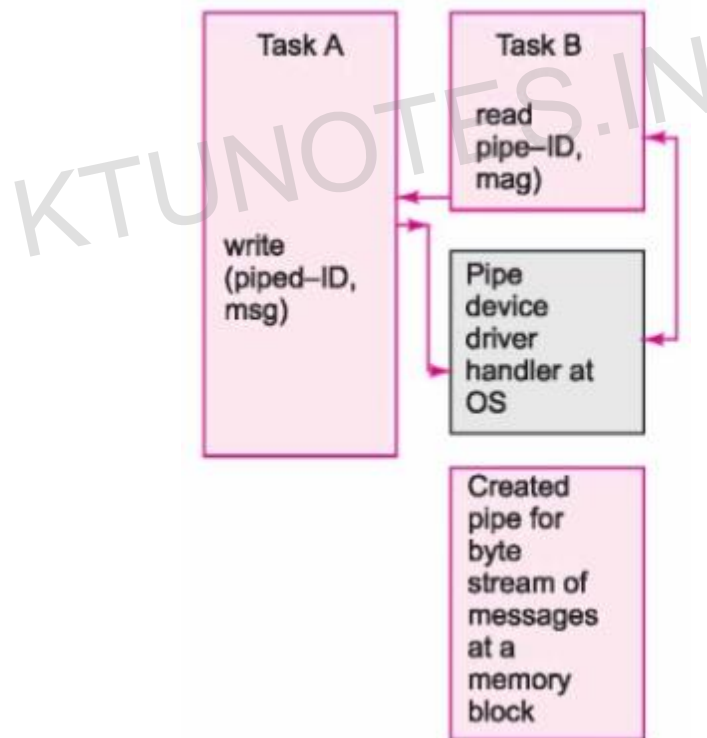 Task A
write
(piped–ID,
msg)
Task B
read
pipe–ID,
mag)
Pipe
device
driver
handler at
OS
Created
pipe for
byte
stream of
messages
at a
memory
block
KTUNOTES.IN